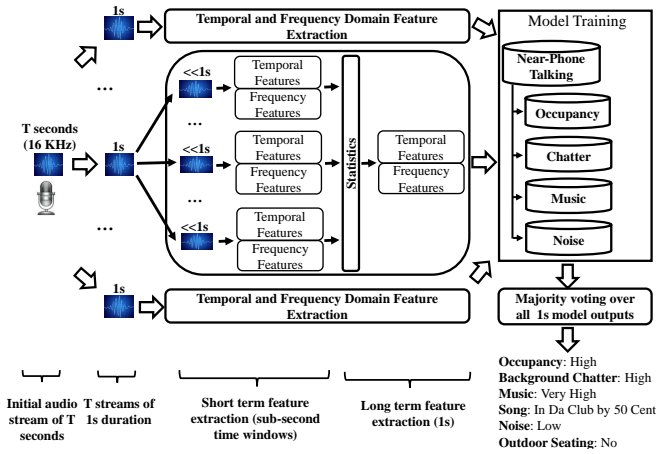 1s
Temporal and Frequency Domain Feature
Extraction
Model Training
Near-Phone
Talking
Occupancy
Chatter
Music
Noise
<<1s
Temporal
Features
Frequency
Features
...
...
T seconds
(16 KHz)
1s
<<1s
Temporal
Features
Frequency
Features
Statistics
Temporal
Features
Frequency
Features
...
...
<<1s
Temporal
Features
Frequency
Features
1s
Temporal and Frequency Domain Feature
Extraction
Majority voting over
all 1s model outputs
Initial audio
stream of T
seconds
T streams of
1s duration
Short term feature
extraction (sub-second
time windows)
Long term feature
extraction (1s)
Occupancy: High
Background Chatter: High
Music: Very High
Song: In Da Club by 50 Cent
Noise: Low
Outdoor Seating: No